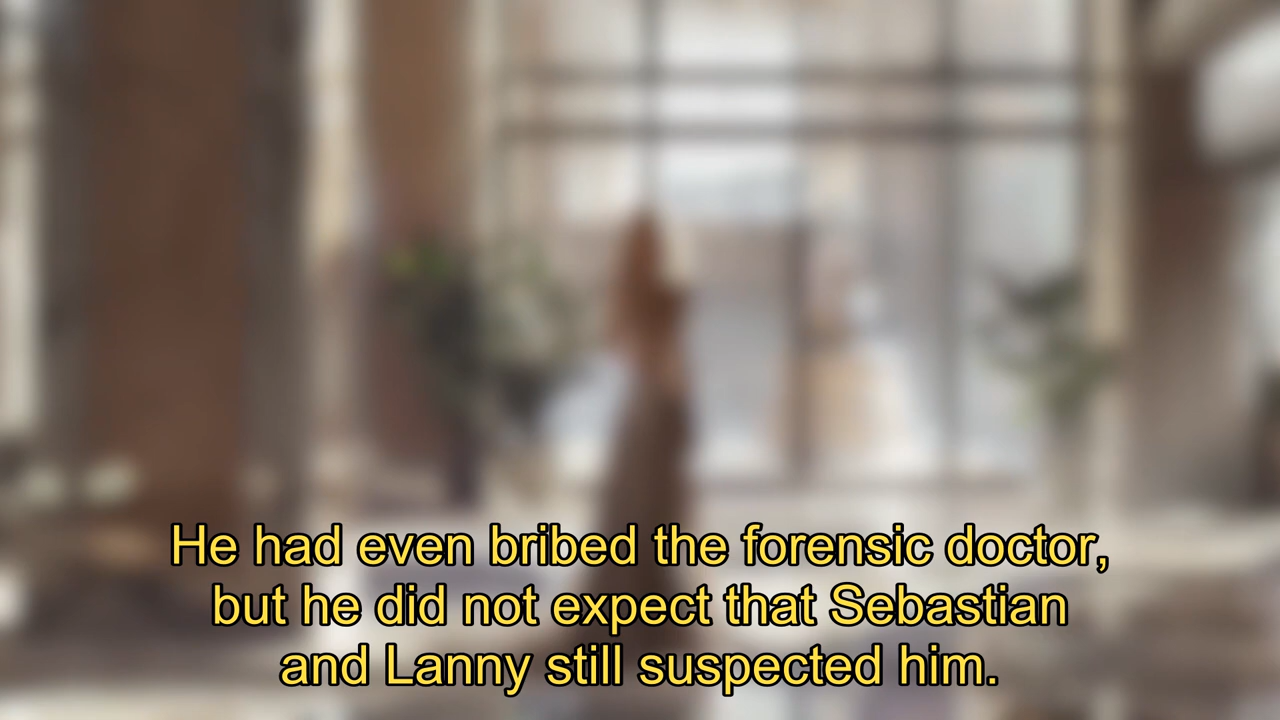 He had even bribed the forensic doctor,
but he did not expect that Sebastian
and Lanny still suspected him.